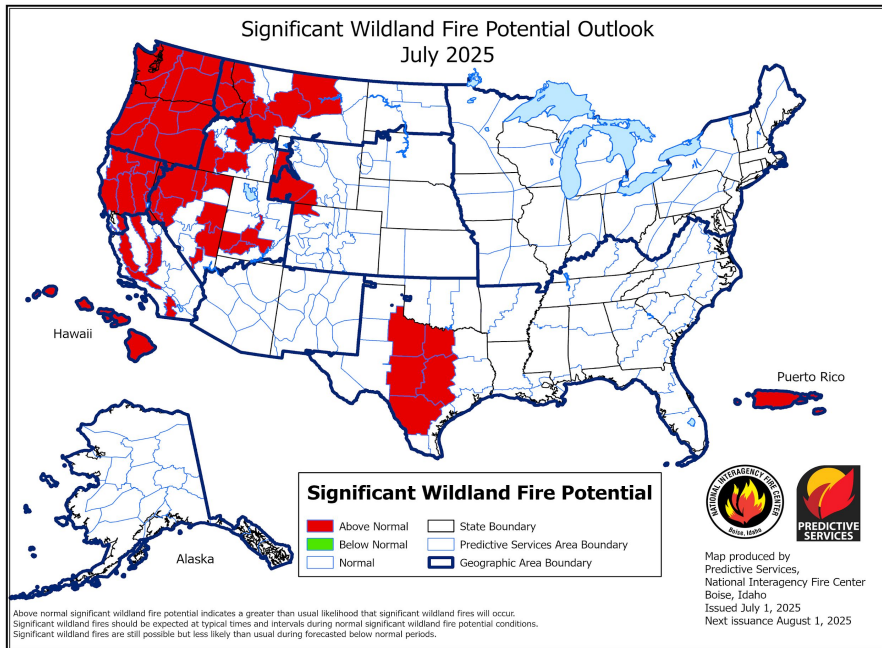 Significant Wildland Fire Potential Outlook
July 2025
Hawaii
Puerto Rico
Alaska
Significant Wildland Fire Potential
Above Normal
Below Normal
Normal
State Boundary
Predictive Services Area Boundary
Geographic Area Boundary
NATIONAL INTERAGENCY FIRE CENTER
Boise, Idaho
PREDICTIVE
SERVICES
Map produced by
Predictive Services,
National Interagency Fire Center
Boise, Idaho
Issued July 1, 2025
Next issuance August 1, 2025
Above normal significant wildland fire potential indicates a greater than usual likelihood that significant wildland fires will occur.
Significant wildland fires should be expected at typical times and intervals during normal significant wildland fire potential conditions.
Significant wildland fires are still possible but less likely than usual during forecasted below normal periods.